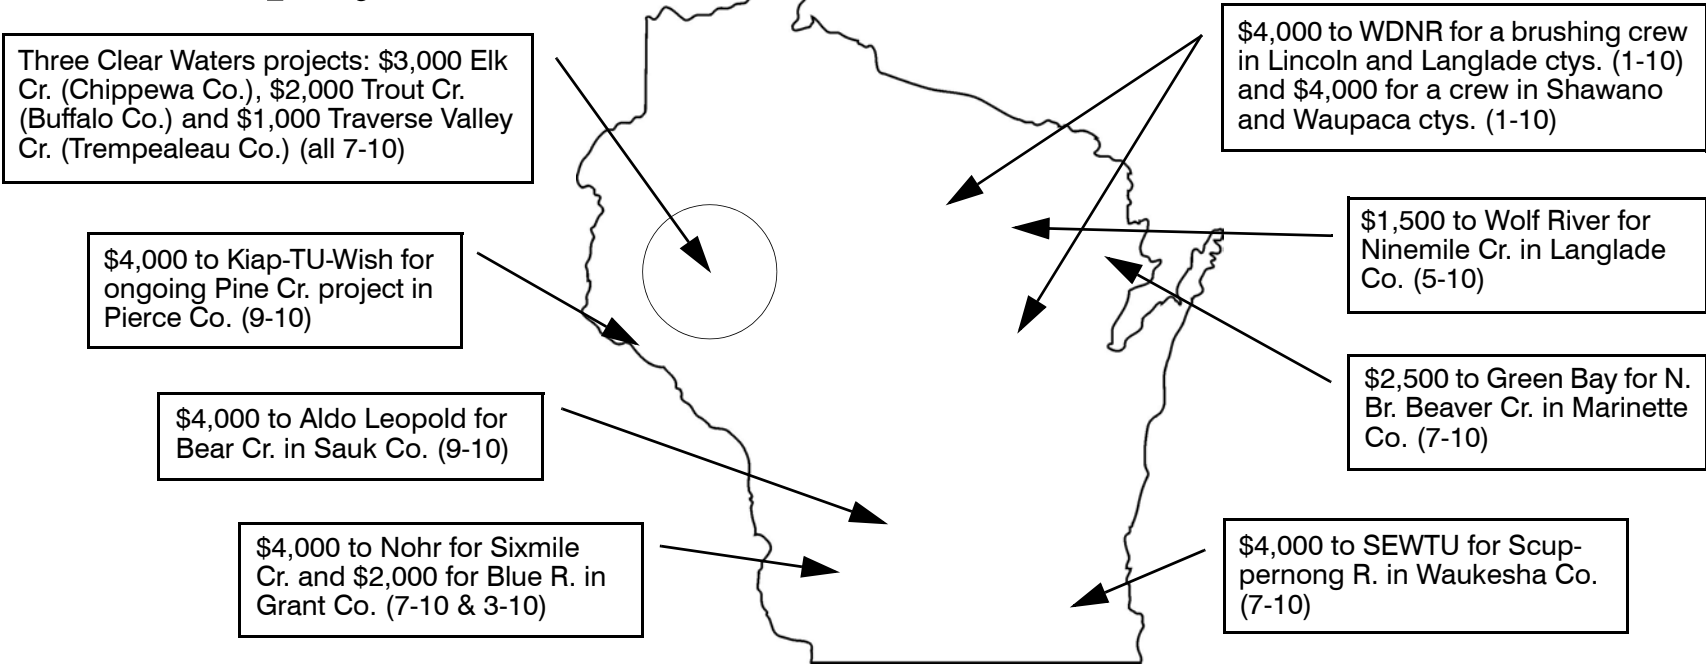 Three Clear Waters projects: $3,000 Elk
Cr. (Chippewa Co.), $2,000 Trout Cr.
(Buffalo Co.) and $1,000 Traverse Valley
Cr. (Trempealeau Co.) (all 7-10)
$4,000 to Kiap-TU-Wish for
ongoing Pine Cr. project in
Pierce Co. (9-10)
$4,000 to Aldo Leopold for
Bear Cr. in Sauk Co. (9-10)
$4,000 to Nohr for Sixmile
Cr. and $2,000 for Blue R. in
Grant Co. (7-10 & 3-10)
$4,000 to WDNR for a brushing crew
in Lincoln and Langlade ctys. (1-10)
and $4,000 for a crew in Shawano
and Waupaca ctys. (1-10)
$1,500 to Wolf River for
Ninemile Cr. in Langlade
Co. (5-10)
$2,500 to Green Bay for N.
Br. Beaver Cr. in Marinette
Co. (7-10)
$4,000 to SEWTU for Scup-
pernong R. in Waukesha Co.
(7-10)